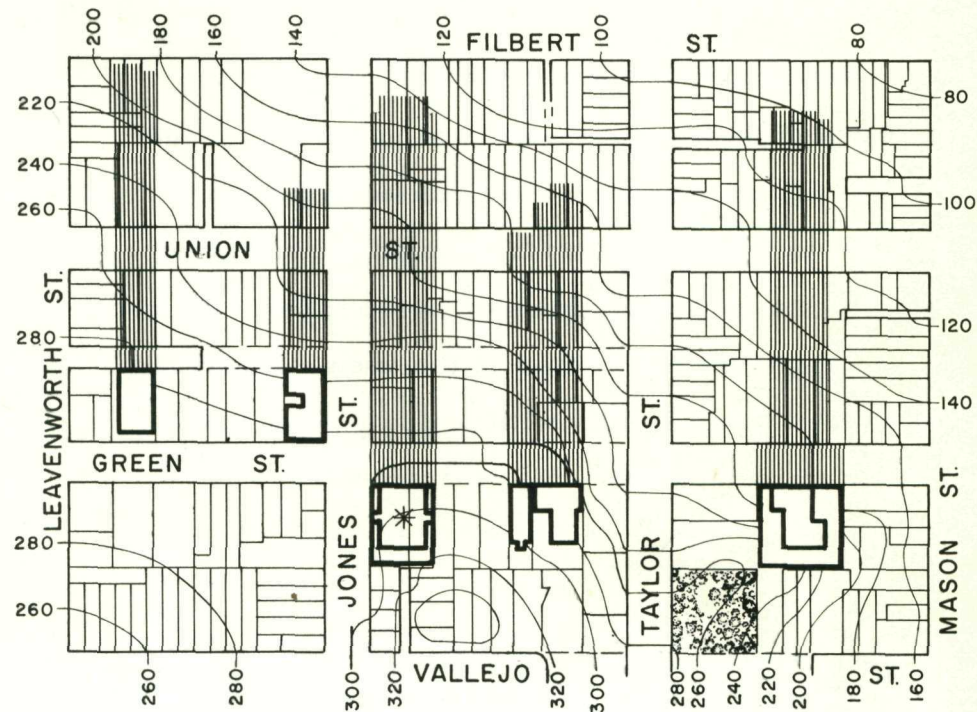 200
180
160
140
120
FILBERT
100
ST.
80
220
240
260
80
100
UNION
ST.
LEAVENWORTH ST.
280
120
140
GREEN
ST.
JONES
ST.
TAYLOR
ST.
MASON
ST.
280
260
VALLEJO
ST.
260
280
300
320
320
300
280
260
240
220
200
180
160